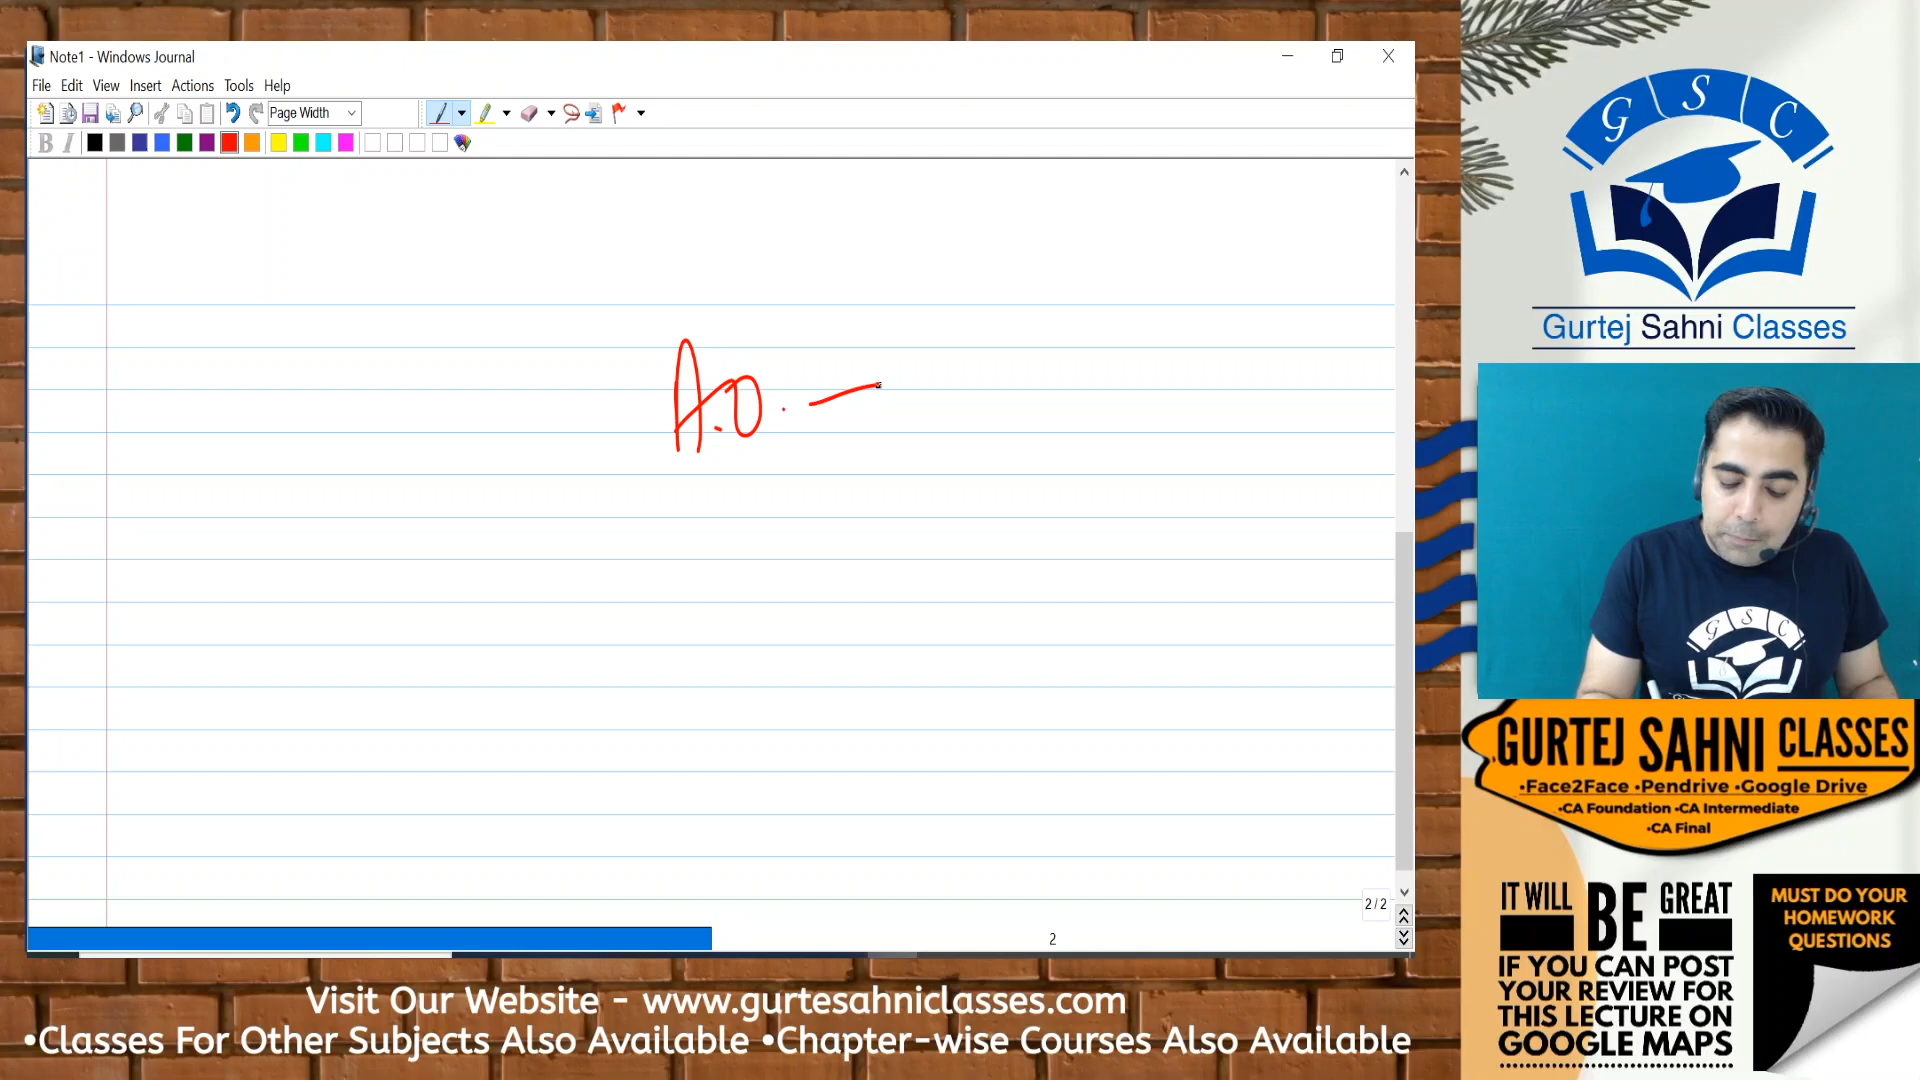 Note1 - Windows Journal
File Edit View Insert Actions Tools Help
Page Width
B I
A.O. —
2 / 2
2
G S C
Gurtej Sahni Classes
G S C
GURTEJ SAHNI CLASSES
•Face2Face •Pendrive •Google Drive
•CA Foundation •CA Intermediate
•CA Final
IT WILL BE GREAT
IF YOU CAN POST
YOUR REVIEW FOR
THIS LECTURE ON
GOOGLE MAPS
MUST DO YOUR
HOMEWORK
QUESTIONS
Visit Our Website - www.gurtesahniclasses.com
•Classes For Other Subjects Also Available •Chapter-wise Courses Also Available